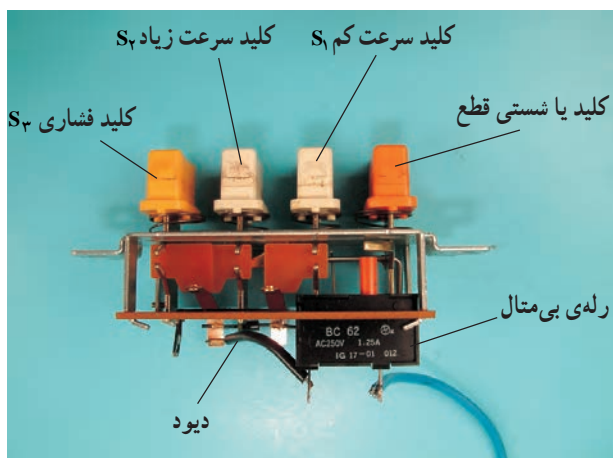 کلید سرعت کم S۱
کلید سرعت زیاد S۲
کلید یا شستی قطع
کلید فشاری S۳
رله‌ی بی‌متال
BC 62
AC250V 1.25A
IG 17-01 012
دیود